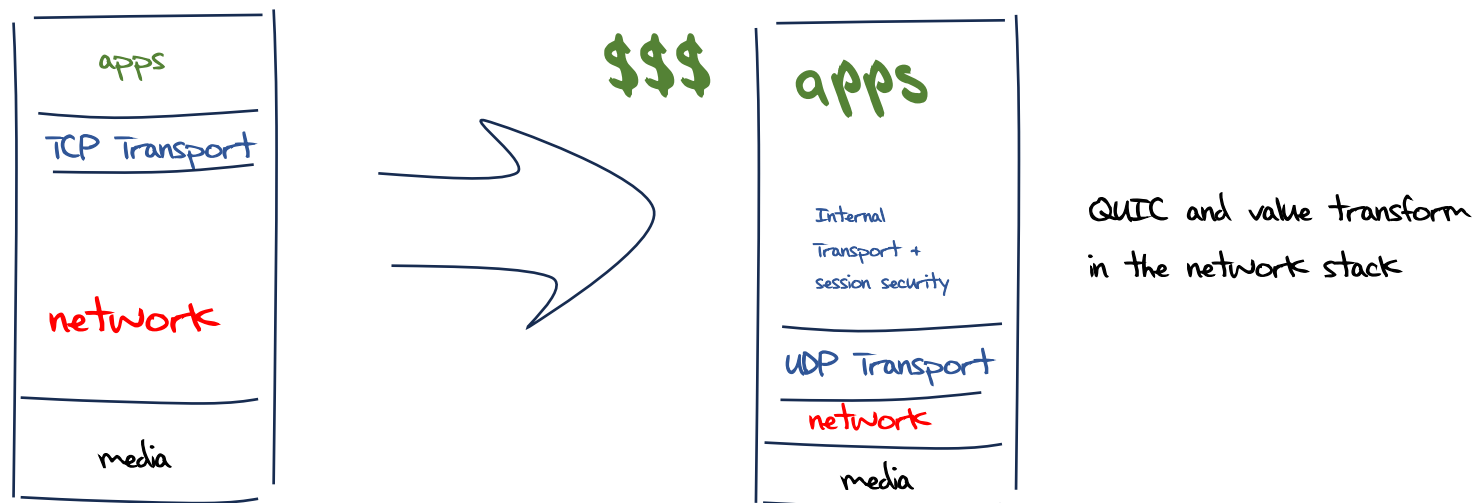 apps
TCP Transport
network
media
$$$
apps
Internal
Transport +
session security
UDP Transport
network
media
QUIC and value transform
in the network stack